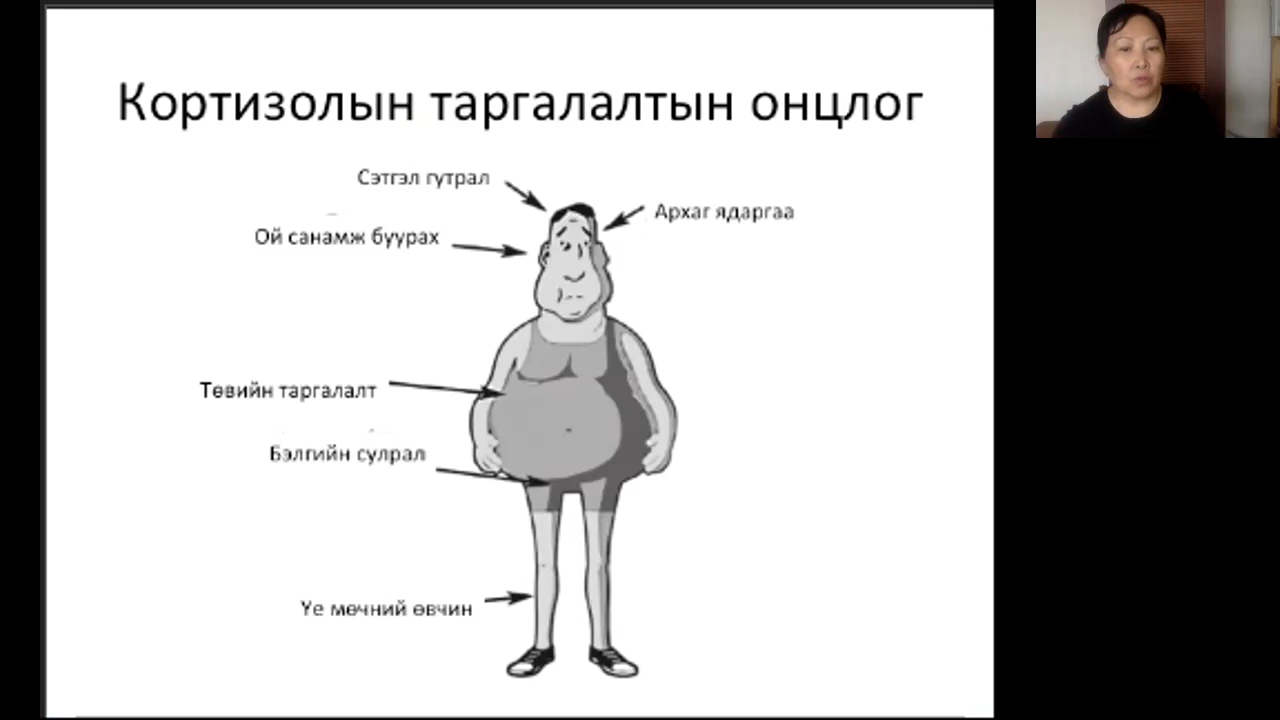 Кортизолын таргалалтын онцлог
Сэтгэл гутрал
Архаг ядаргаа
Ой санамж буурах
Төвийн таргалалт
Бэлгийн сулрал
Үе мөчний өвчин